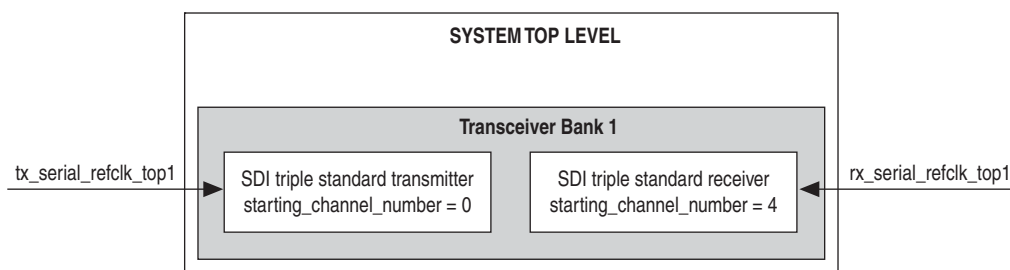 SYSTEM TOP LEVEL
Transceiver Bank 1
tx_serial_refclk_top1
SDI triple standard transmitter
starting_channel_number = 0
SDI triple standard receiver
starting_channel_number = 4
rx_serial_refclk_top1